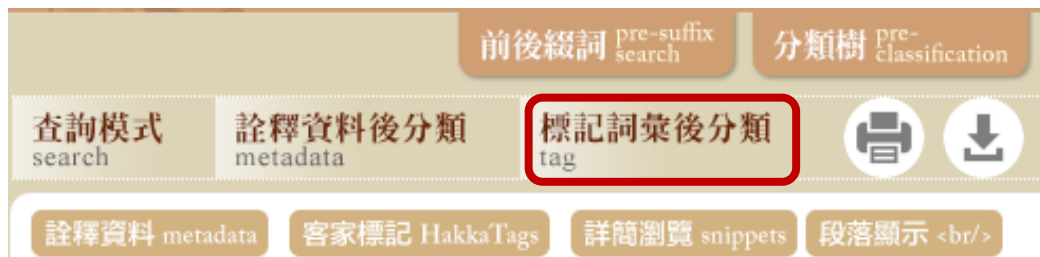 前後綴詞 pre-suffix search
分類樹 pre-classification
查詢模式 search
詮釋資料後分類 metadata
標記詞彙後分類 tag
詮釋資料 metadata
客家標記 HakkaTags
詳簡瀏覽 snippets
段落顯示 <br/>